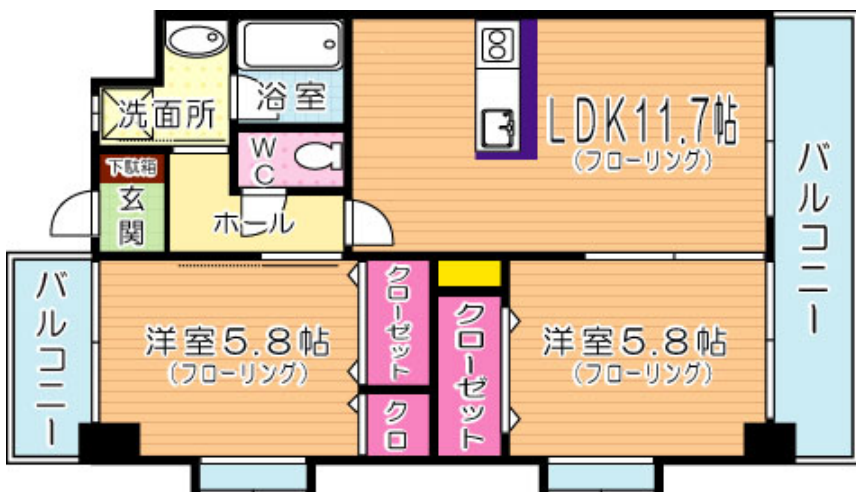 洗面所
浴室
WC
下駄箱
玄関
ホール
LDK11.7帖
(フローリング)
バルコニー
バルコニー
洋室5.8帖
(フローリング)
クローゼット
クロ
クローゼット
洋室5.8帖
(フローリング)